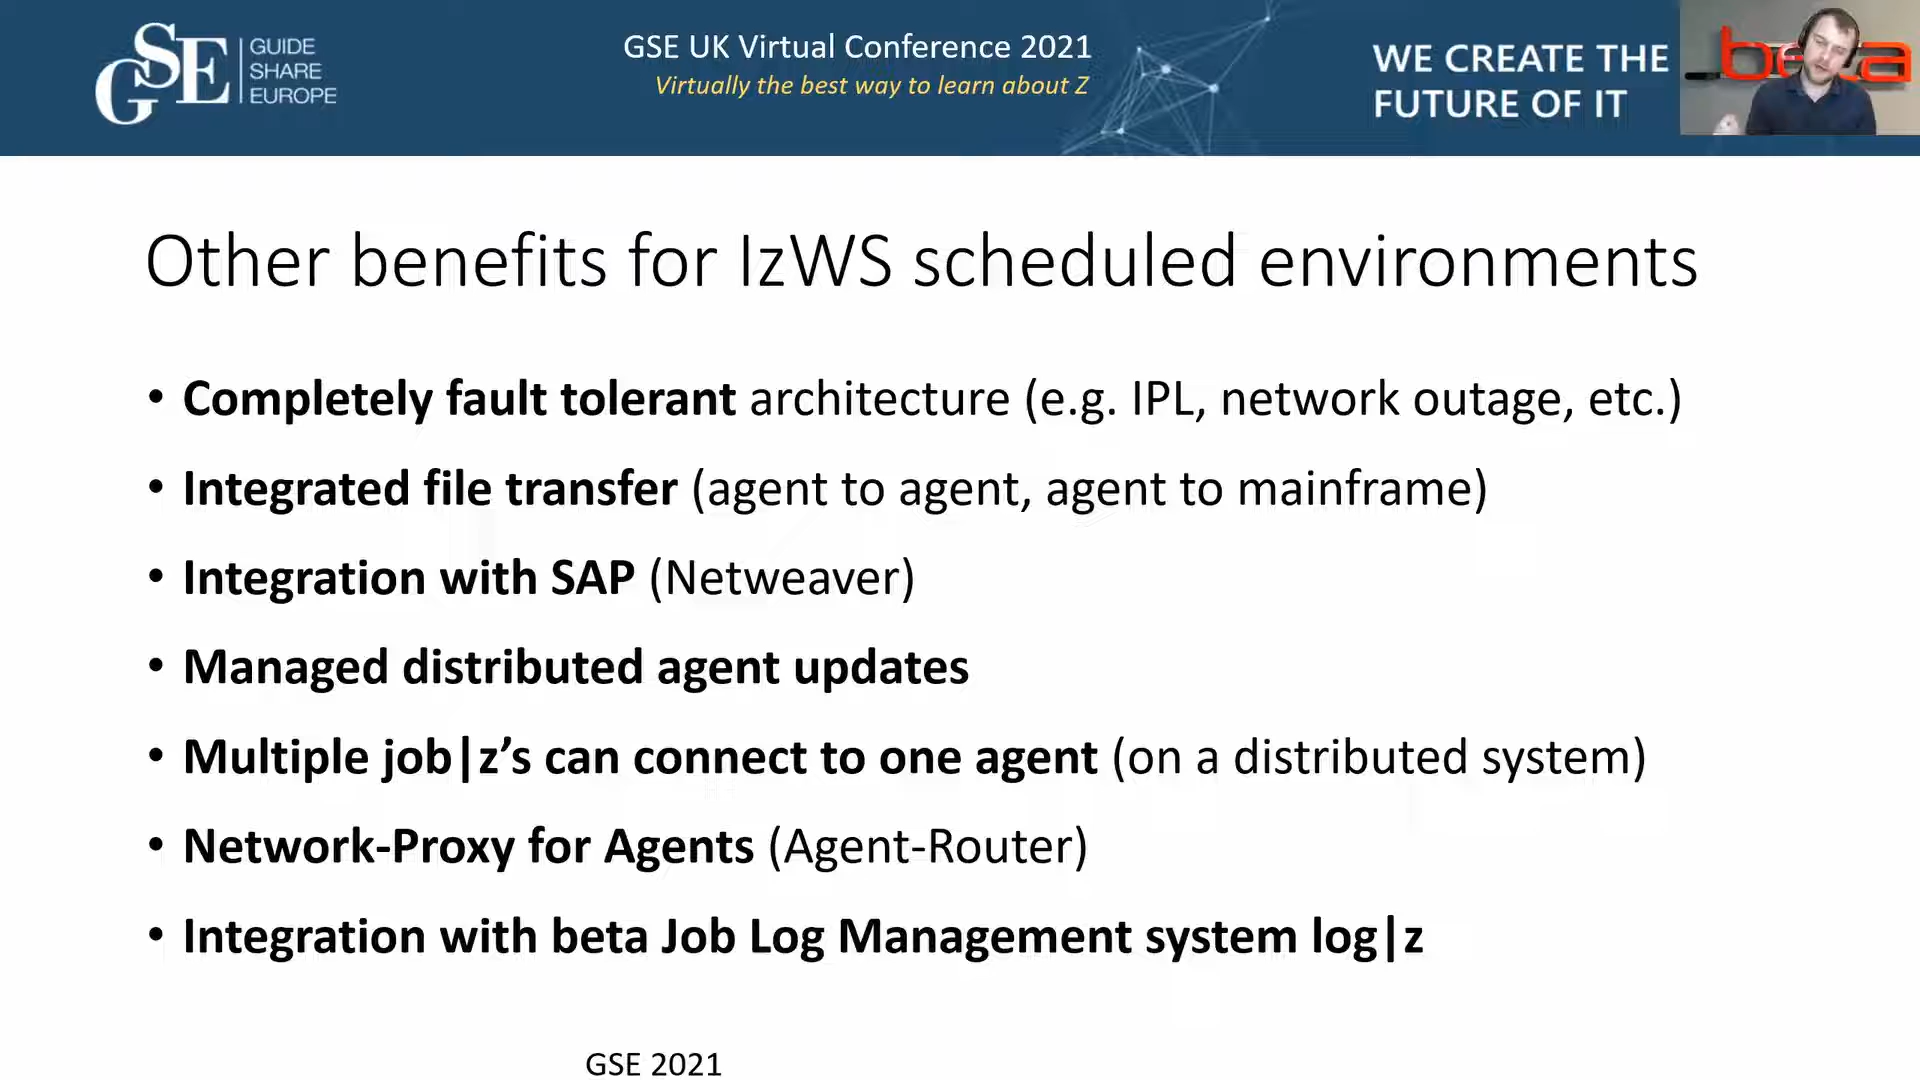 GSE
GUIDE
SHARE
EUROPE
GSE UK Virtual Conference 2021
Virtually the best way to learn about Z
WE CREATE THE
FUTURE OF IT
beta
Other benefits for IzWS scheduled environments
• Completely fault tolerant architecture (e.g. IPL, network outage, etc.)
• Integrated file transfer (agent to agent, agent to mainframe)
• Integration with SAP (Netweaver)
• Managed distributed agent updates
• Multiple job|z’s can connect to one agent (on a distributed system)
• Network-Proxy for Agents (Agent-Router)
• Integration with beta Job Log Management system log|z
GSE 2021